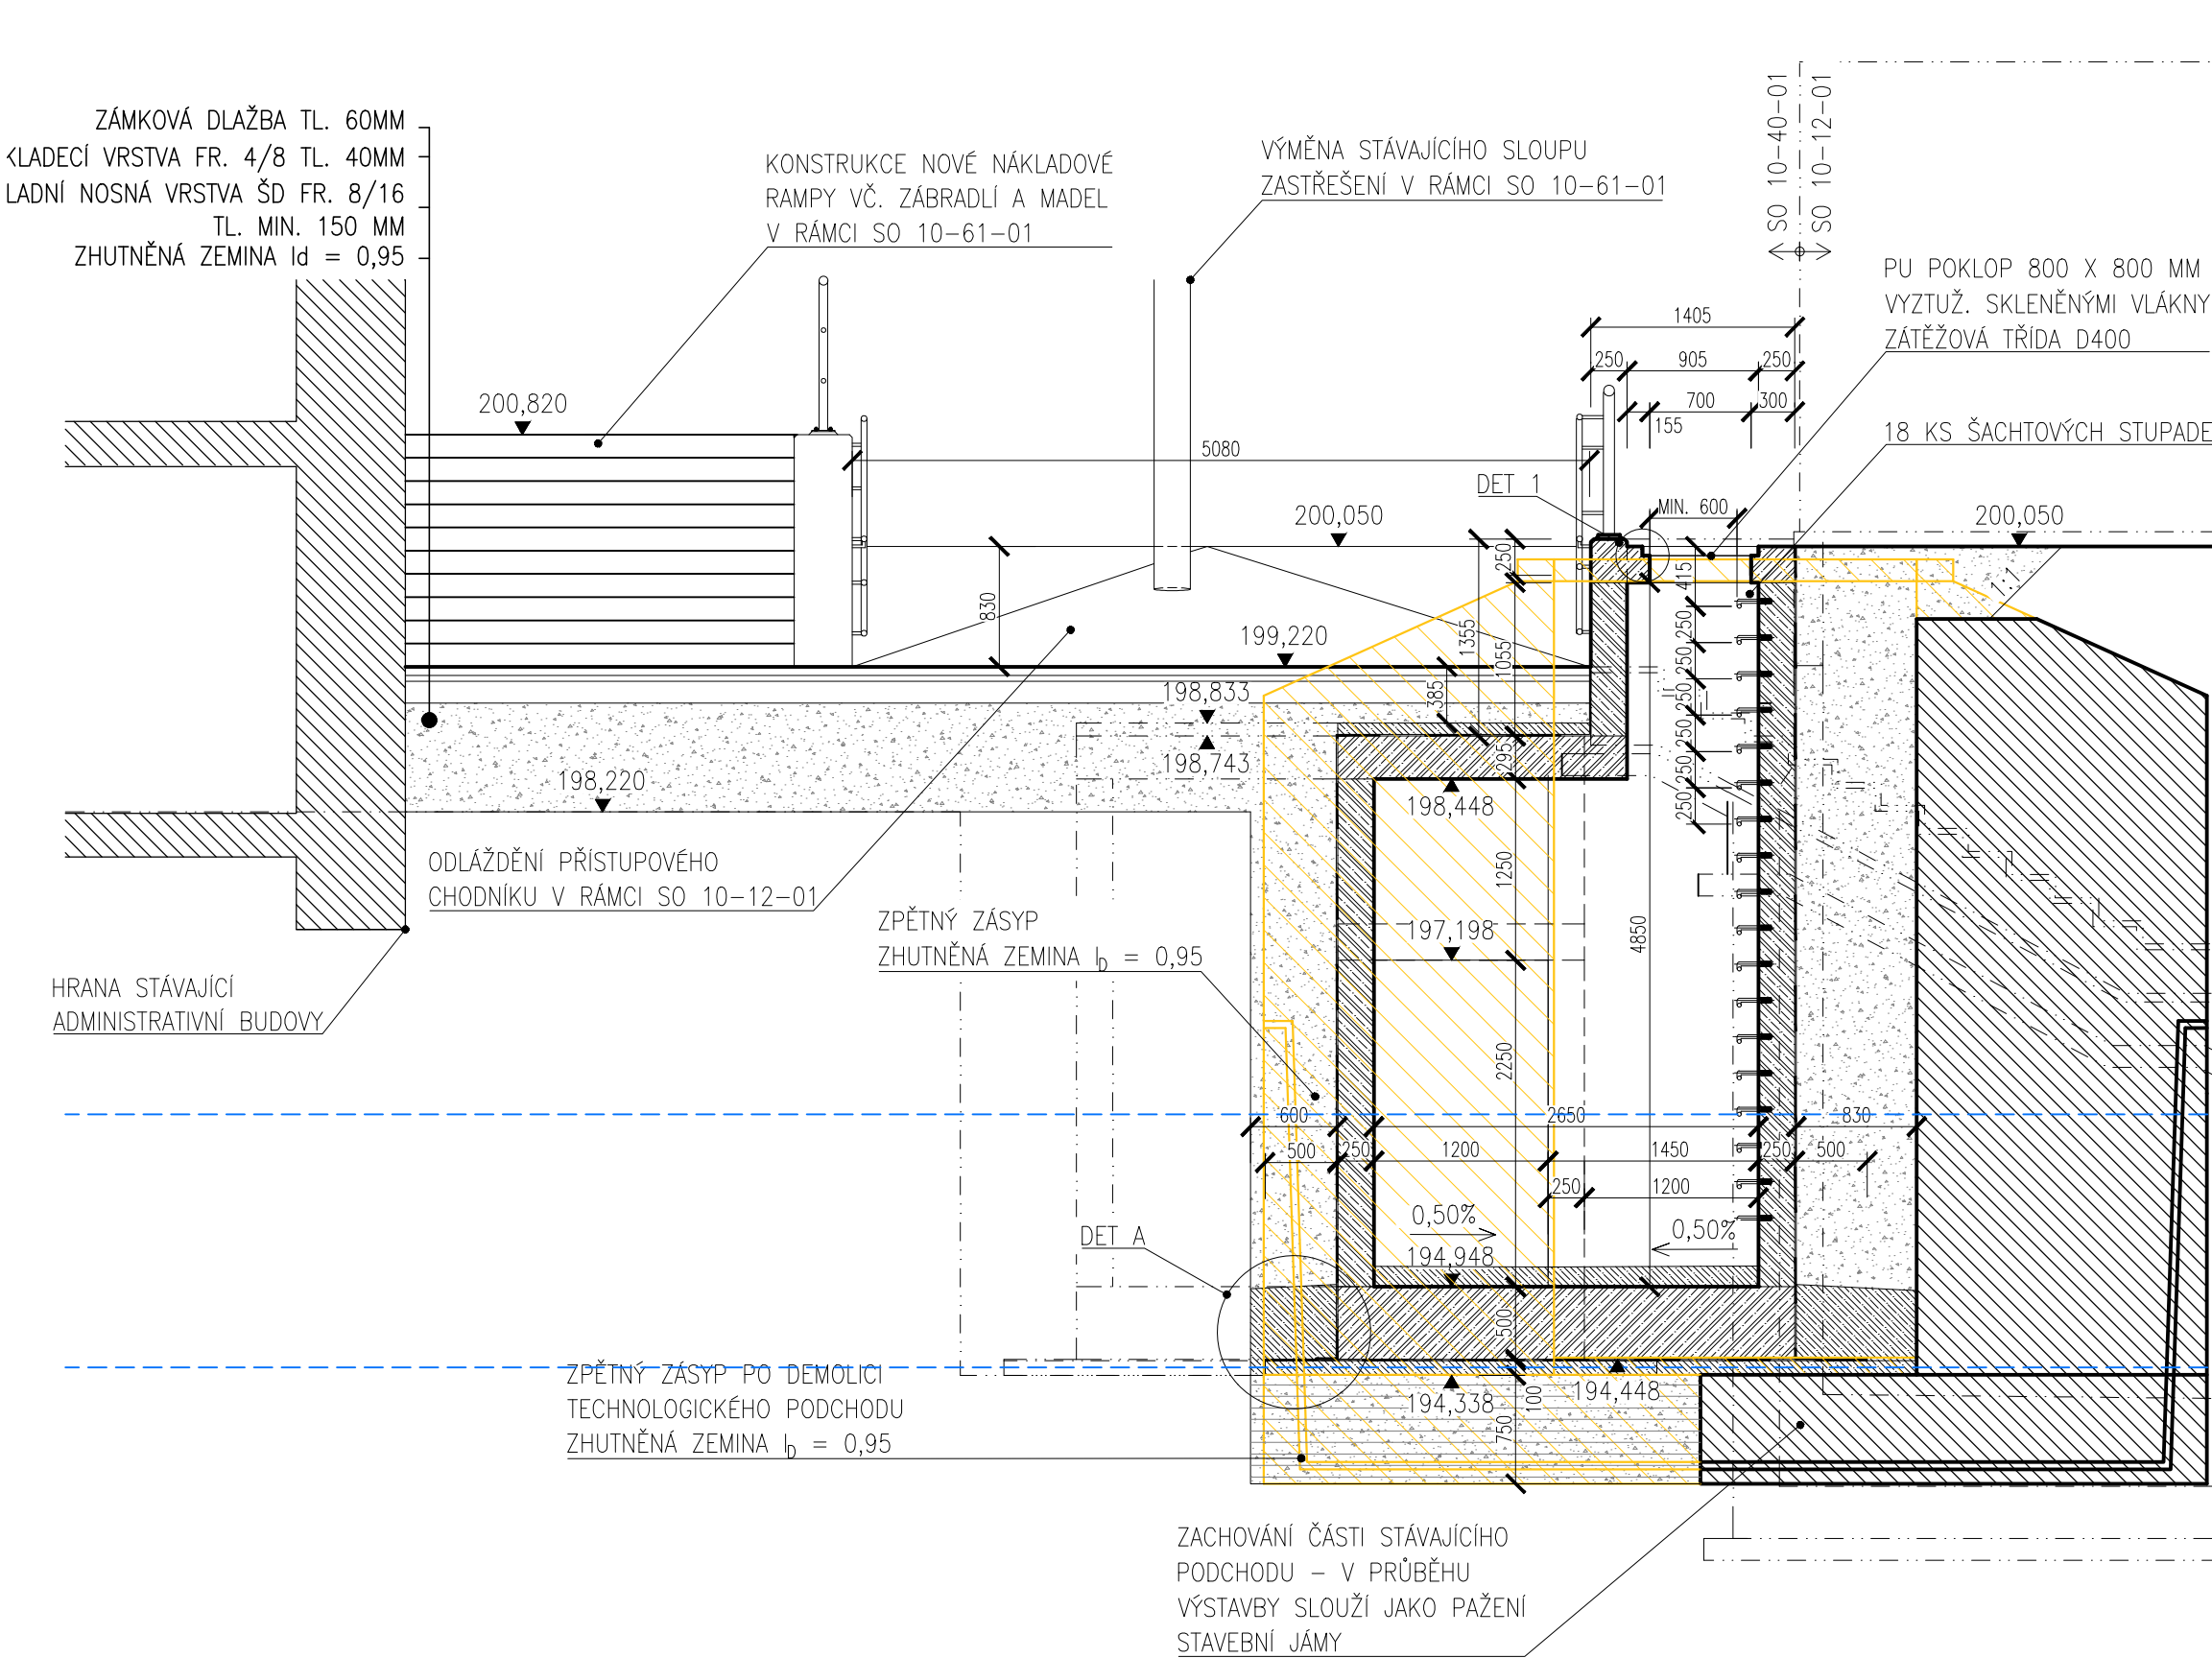 ZÁMKOVÁ DLAŽBA TL. 60MM
KLADECÍ VRSTVA FR. 4/8 TL. 40MM
LADNÍ NOSNÁ VRSTVA ŠD FR. 8/16
TL. MIN. 150 MM
ZHUTNĚNÁ ZEMINA Id = 0,95
KONSTRUKCE NOVÉ NÁKLADOVÉ
RAMPY VČ. ZÁBRADLÍ A MADEL
V RÁMCI SO 10-61-01
VÝMĚNA STÁVAJÍCÍHO SLOUPU
ZASTŘEŠENÍ V RÁMCI SO 10-61-01
SO 10-40-01
SO 10-12-01
PU POKLOP 800 X 800 MM
VYZTUŽ. SKLENĚNÝMI VLÁKNY
ZÁTĚŽOVÁ TŘÍDA D400
18 KS ŠACHTOVÝCH STUPADE
1405
250
905
250
700
300
155
MIN. 600
200,820
5080
DET 1
200,050
200,050
1:1
830
199,220
250
1355
1055
385
415
250
250
250
250
250
250
198,833
198,743
295
198,220
198,448
ODLÁŽDĚNÍ PŘÍSTUPOVÉHO
CHODNÍKU V RÁMCI SO 10-12-01
1250
ZPĚTNÝ ZÁSYP
ZHUTNĚNÁ ZEMINA ID = 0,95
197,198
4850
HRANA STÁVAJÍCÍ
ADMINISTRATIVNÍ BUDOVY
2250
600
2650
830
500
250
1200
1450
250
500
250
1200
0,50%
0,50%
DET A
194,948
500
ZPĚTNÝ ZÁSYP PO DEMOLICI
TECHNOLOGICKÉHO PODCHODU
ZHUTNĚNÁ ZEMINA ID = 0,95
194,338
194,448
100
750
ZACHOVÁNÍ ČÁSTI STÁVAJÍCÍHO
PODCHODU - V PRŮBĚHU
VÝSTAVBY SLOUŽÍ JAKO PAŽENÍ
STAVEBNÍ JÁMY